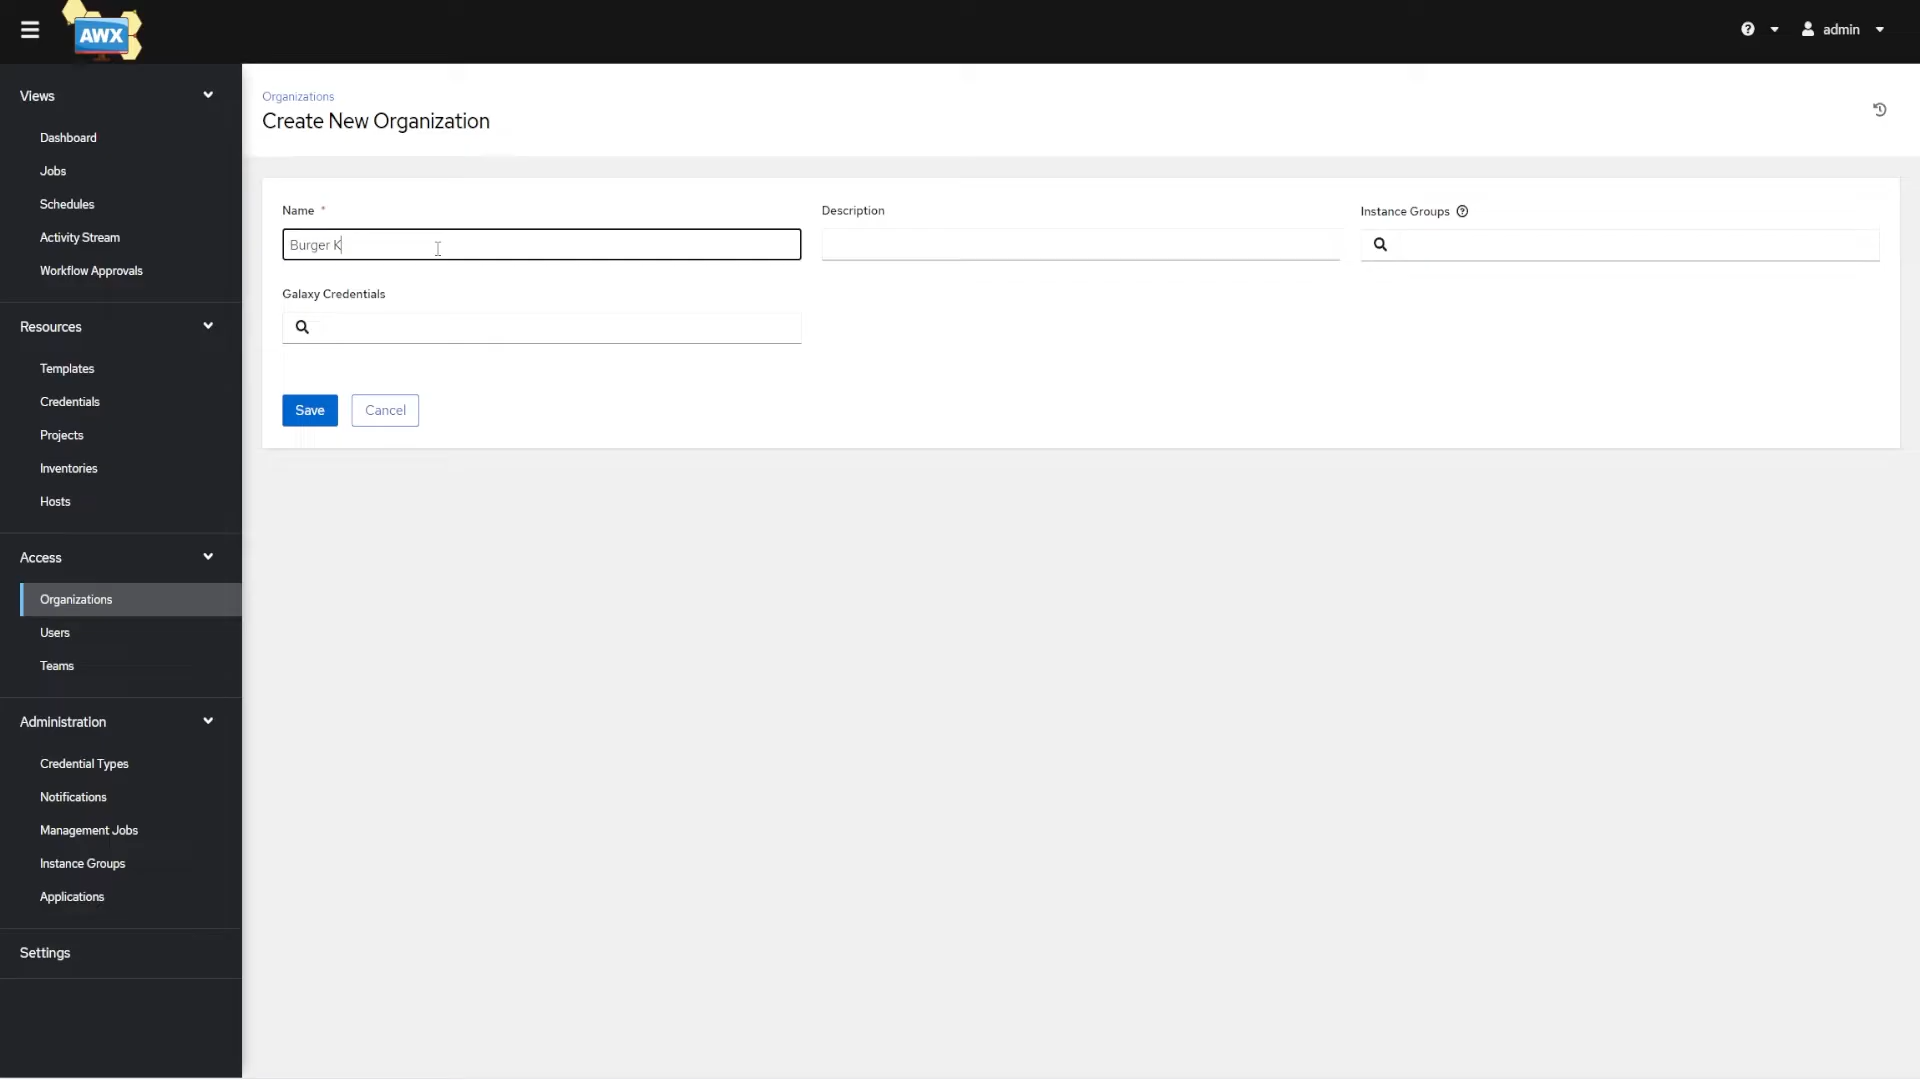 AWX
admin
Views
Dashboard
Jobs
Schedules
Activity Stream
Workflow Approvals
Resources
Templates
Credentials
Projects
Inventories
Hosts
Access
Organizations
Users
Teams
Administration
Credential Types
Notifications
Management Jobs
Instance Groups
Applications
Settings
Organizations
Create New Organization
Name *
Burger K
Description
Instance Groups
Galaxy Credentials
Save
Cancel